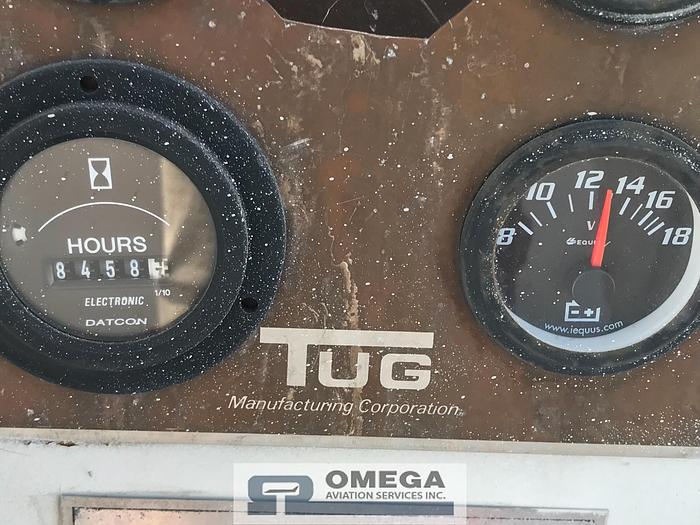 HOURS
8458
1/10
ELECTRONIC
DATCON
8 10 12 14 16 18
V
EQUUS
www.iequus.com
TUG
Manufacturing Corporation
OMEGA
AVIATION SERVICES INC.